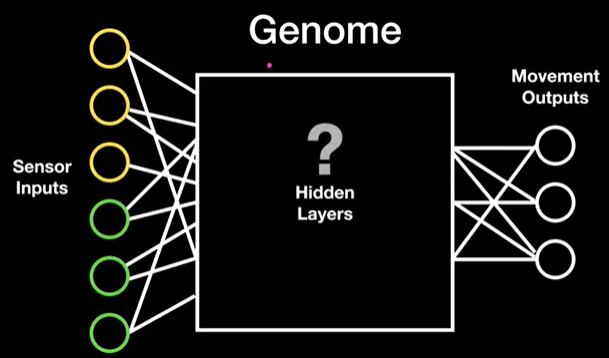 Genome
Movement
Outputs
Sensor
Inputs
?
Hidden
Layers